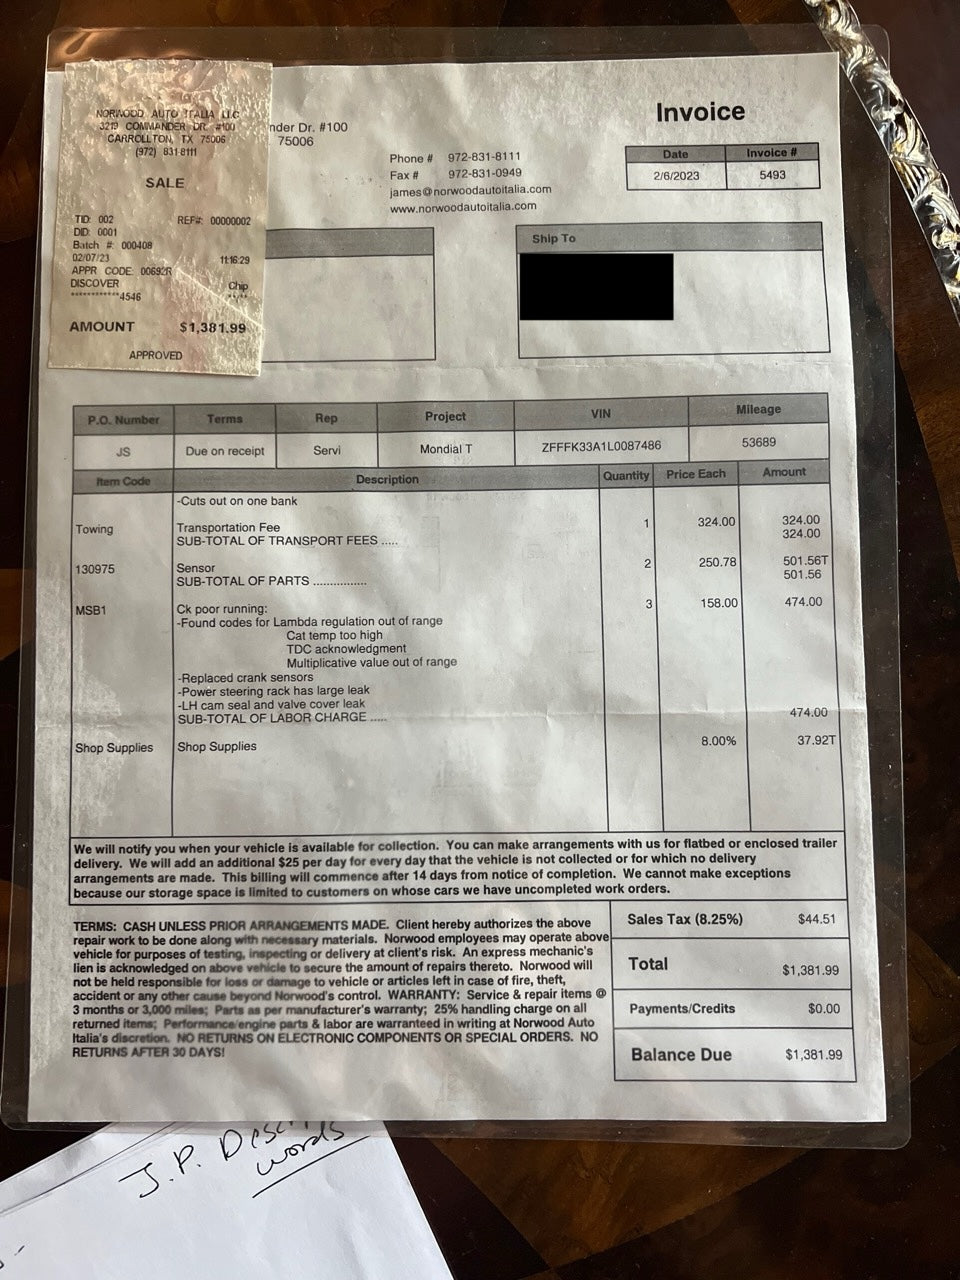 NORWOOD AUTO ITALIA LLC
3219 COMMANDER DR. #100
CARROLLTON, TX 75006
(972) 831-8111
SALE
TID: 002 REF#: 00000002
DID: 0001
Batch #: 000408
02/07/23 11:16:29
APPR CODE: 00692R
DISCOVER Chip
************4546 **/**
AMOUNT $1,381.99
APPROVED
nder Dr. #100
75006
Phone # 972-831-8111
Fax # 972-831-0949
james@norwoodautoitalia.com
www.norwoodautoitalia.com
Invoice
Date Invoice #
2/6/2023 5493
Ship To
P.O. Number Terms Rep Project VIN Mileage
JS Due on receipt Servi Mondial T ZFFFK33A1L0087486 53689
Item Code Description Quantity Price Each Amount
-Cuts out on one bank
Towing Transportation Fee 1 324.00 324.00
SUB-TOTAL OF TRANSPORT FEES ..... 324.00
130975 Sensor 2 250.78 501.56T
SUB-TOTAL OF PARTS ................ 501.56
MSB1 Ck poor running: 3 158.00 474.00
-Found codes for Lambda regulation out of range
Cat temp too high
TDC acknowledgment
Multiplicative value out of range
-Replaced crank sensors
-Power steering rack has large leak
-LH cam seal and valve cover leak
SUB-TOTAL OF LABOR CHARGE ..... 474.00
Shop Supplies Shop Supplies 8.00% 37.92T
We will notify you when your vehicle is available for collection. You can make arrangements with us for flatbed or enclosed trailer
delivery. We will add an additional $25 per day for every day that the vehicle is not collected or for which no delivery
arrangements are made. This billing will commence after 14 days from notice of completion. We cannot make exceptions
because our storage space is limited to customers on whose cars we have uncompleted work orders.
TERMS: CASH UNLESS PRIOR ARRANGEMENTS MADE. Client hereby authorizes the above
repair work to be done along with necessary materials. Norwood employees may operate above
vehicle for purposes of testing, inspecting or delivery at client's risk. An express mechanic's
lien is acknowledged on above vehicle to secure the amount of repairs thereto. Norwood will
not be held responsible for loss or damage to vehicle or articles left in case of fire, theft,
accident or any other cause beyond Norwood's control. WARRANTY: Service & repair items @
3 months or 3,000 miles; Parts as per manufacturer's warranty; 25% handling charge on all
returned items; Performance/engine parts & labor are warranteed in writing at Norwood Auto
Italia's discretion. NO RETURNS ON ELECTRONIC COMPONENTS OR SPECIAL ORDERS. NO
RETURNS AFTER 30 DAYS!
Sales Tax (8.25%) $44.51
Total $1,381.99
Payments/Credits $0.00
Balance Due $1,381.99
J.P.
words